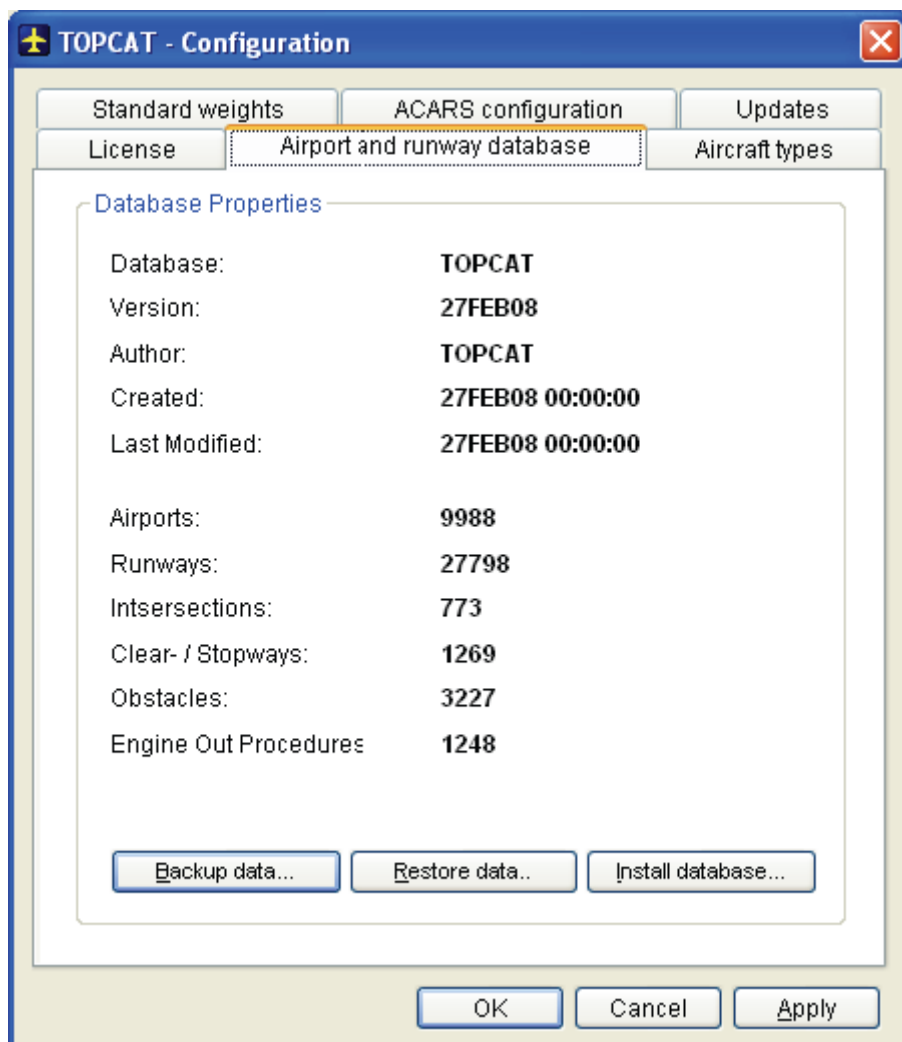 TOPCAT - Configuration
Standard weights ACARS configuration Updates
License Airport and runway database Aircraft types
Database Properties
Database: TOPCAT
Version: 27FEB08
Author: TOPCAT
Created: 27FEB08 00:00:00
Last Modified: 27FEB08 00:00:00
Airports: 9988
Runways: 27798
Intsersections: 773
Clear- / Stopways: 1269
Obstacles: 3227
Engine Out Procedures 1248
Backup data... Restore data.. Install database...
OK Cancel Apply